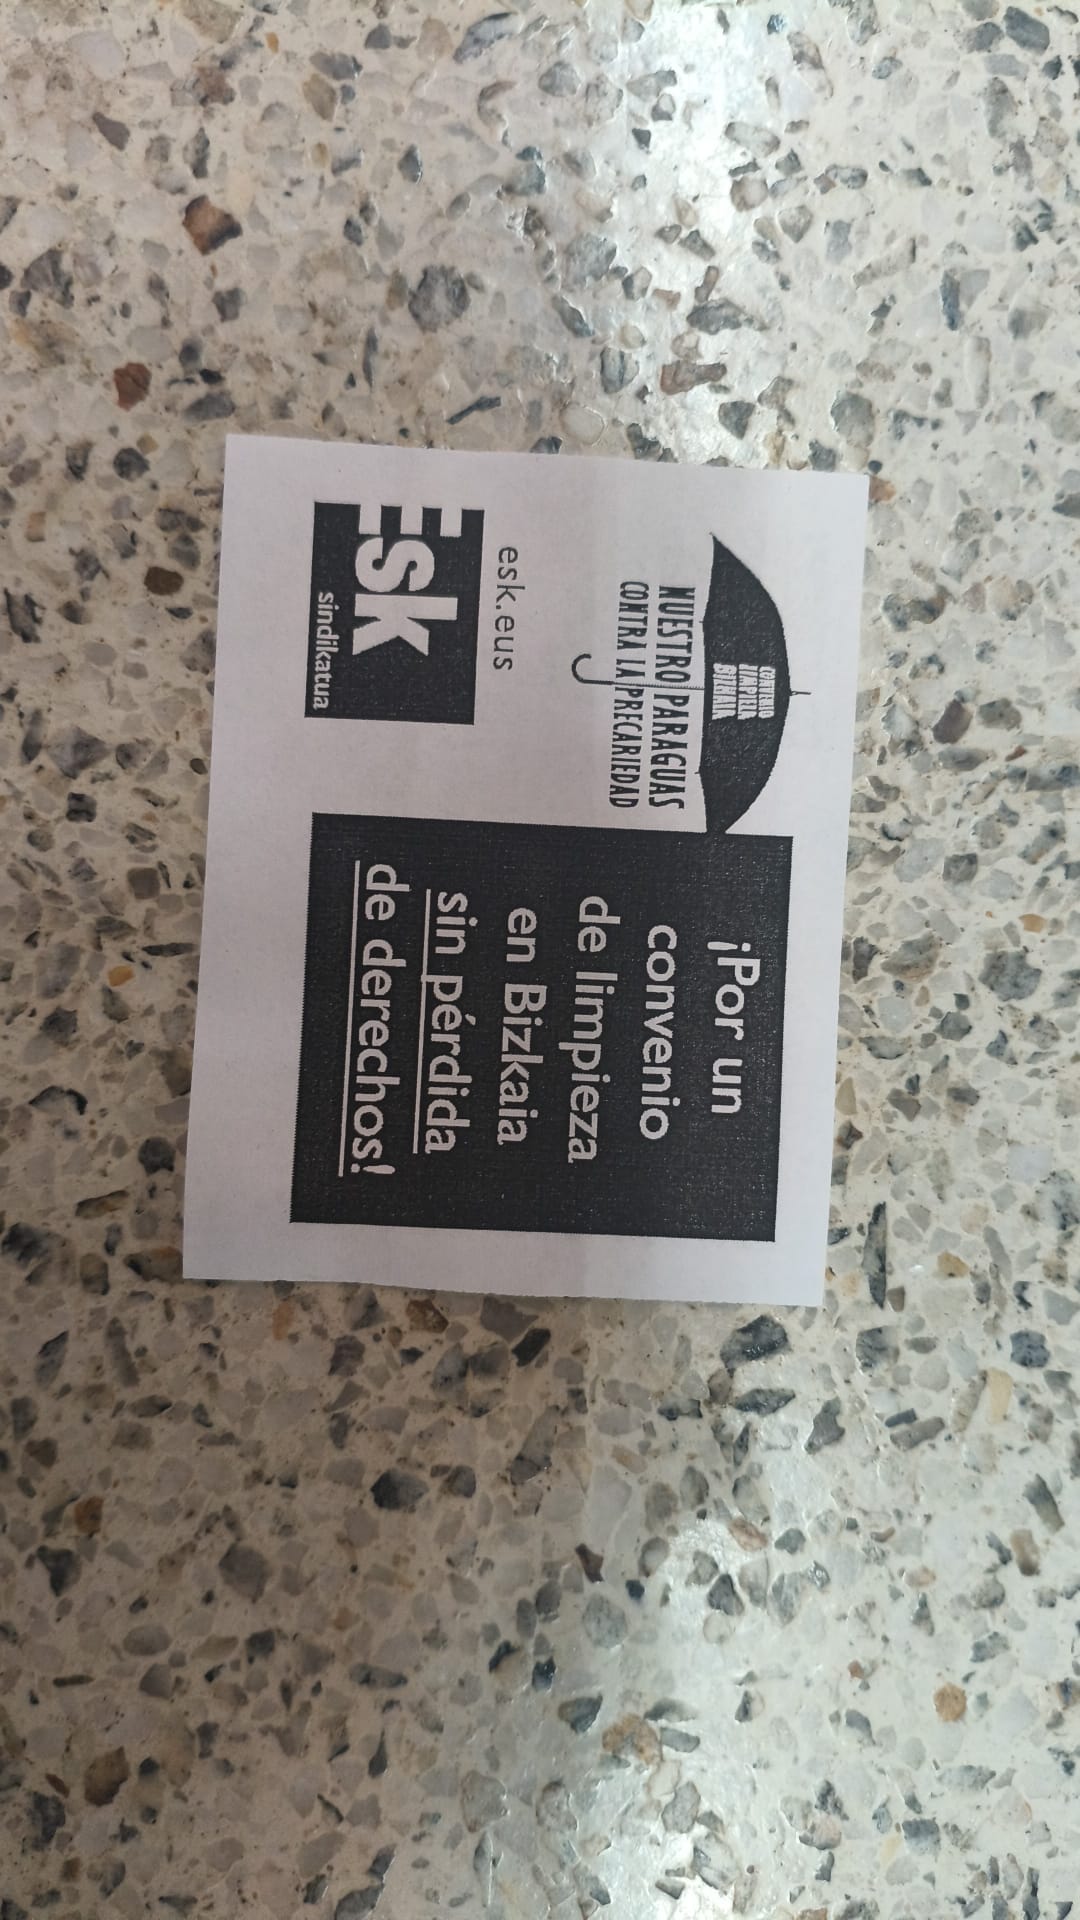 CONVENIO
LIMPIEZA
BIZKAIA
NUESTRO PARAGUAS
CONTRA LA PRECARIEDAD
esk.eus
Esk
sindikatua
¡Por un
convenio
de limpieza
en Bizkaia
sin pérdida
de derechos!